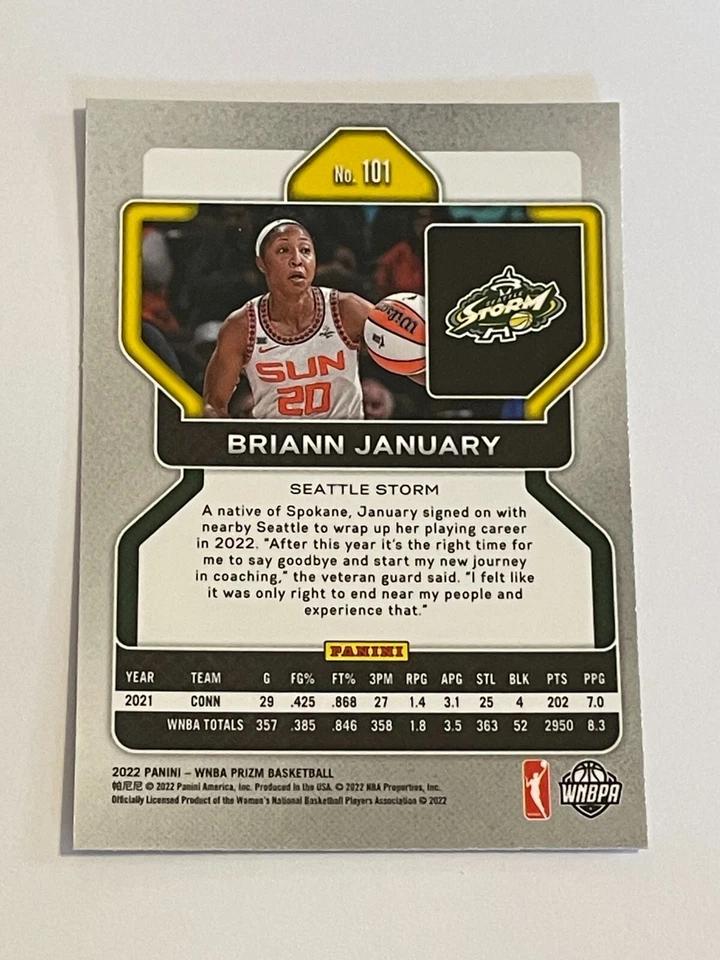 No. 101
Wilson
SUN
20
SEATTLE
STORM
BRIANN JANUARY
SEATTLE STORM
A native of Spokane, January signed on with
nearby Seattle to wrap up her playing career
in 2022. "After this year it's the right time for
me to say goodbye and start my new journey
in coaching," the veteran guard said. "I felt like
it was only right to end near my people and
experience that."
PANINI
YEAR TEAM G FG% FT% 3PM RPG APG STL BLK PTS PPG
2021 CONN 29 .425 .868 27 1.4 3.1 25 4 202 7.0
WNBA TOTALS 357 .385 .846 358 1.8 3.5 363 52 2950 8.3
2022 PANINI – WNBA PRIZM BASKETBALL
帕尼尼 © 2022 Panini America, Inc. Produced in the USA. © 2022 NBA Properties, Inc.
Officially Licensed Product of the Women's National Basketball Players Association © 2022
WNBPA